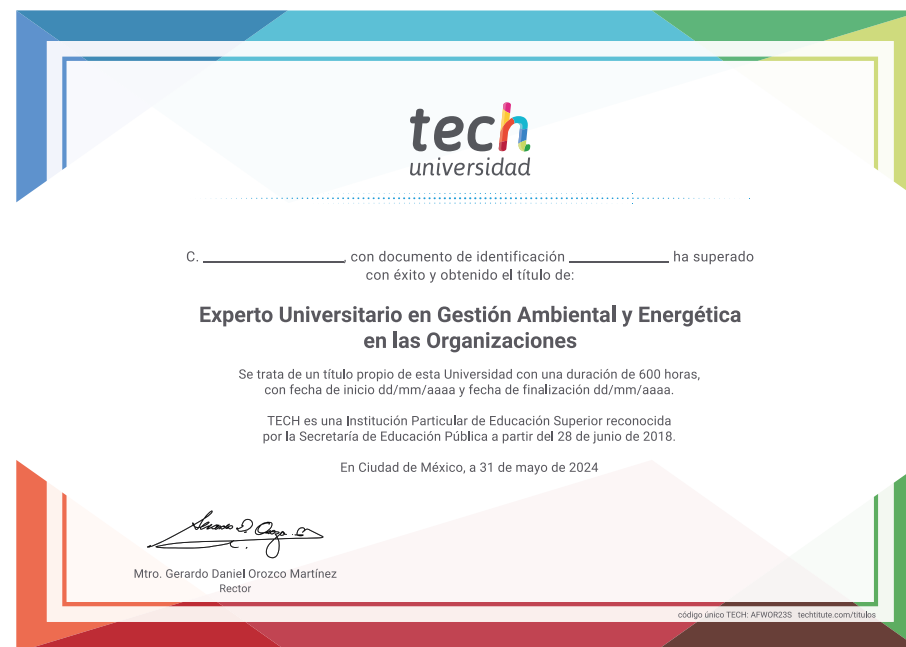 tech
universidad
C. ____________, con documento de identificación ____________ ha superado
con éxito y obtenido el título de:
Experto Universitario en Gestión Ambiental y Energética
en las Organizaciones
Se trata de un título propio de esta Universidad con una duración de 600 horas,
con fecha de inicio dd/mm/aaaa y fecha de finalización dd/mm/aaaa.
TECH es una Institución Particular de Educación Superior reconocida
por la Secretaría de Educación Pública a partir del 28 de junio de 2018.
En Ciudad de México, a 31 de mayo de 2024
Mtro. Gerardo Daniel Orozco Martínez
Rector
código único TECH: AFWOR23S techtitute.com/titulos